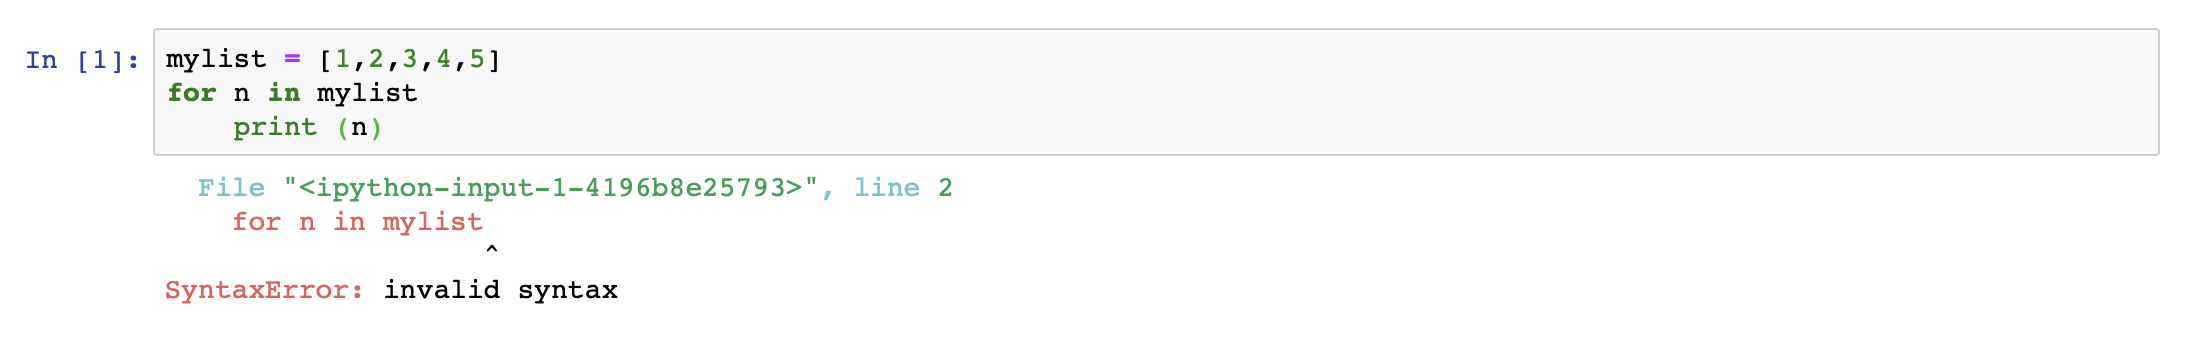 In [1]: mylist = [1,2,3,4,5]
for n in mylist
    print (n)
  File "<ipython-input-1-4196b8e25793>", line 2
    for n in mylist
                   ^
SyntaxError: invalid syntax